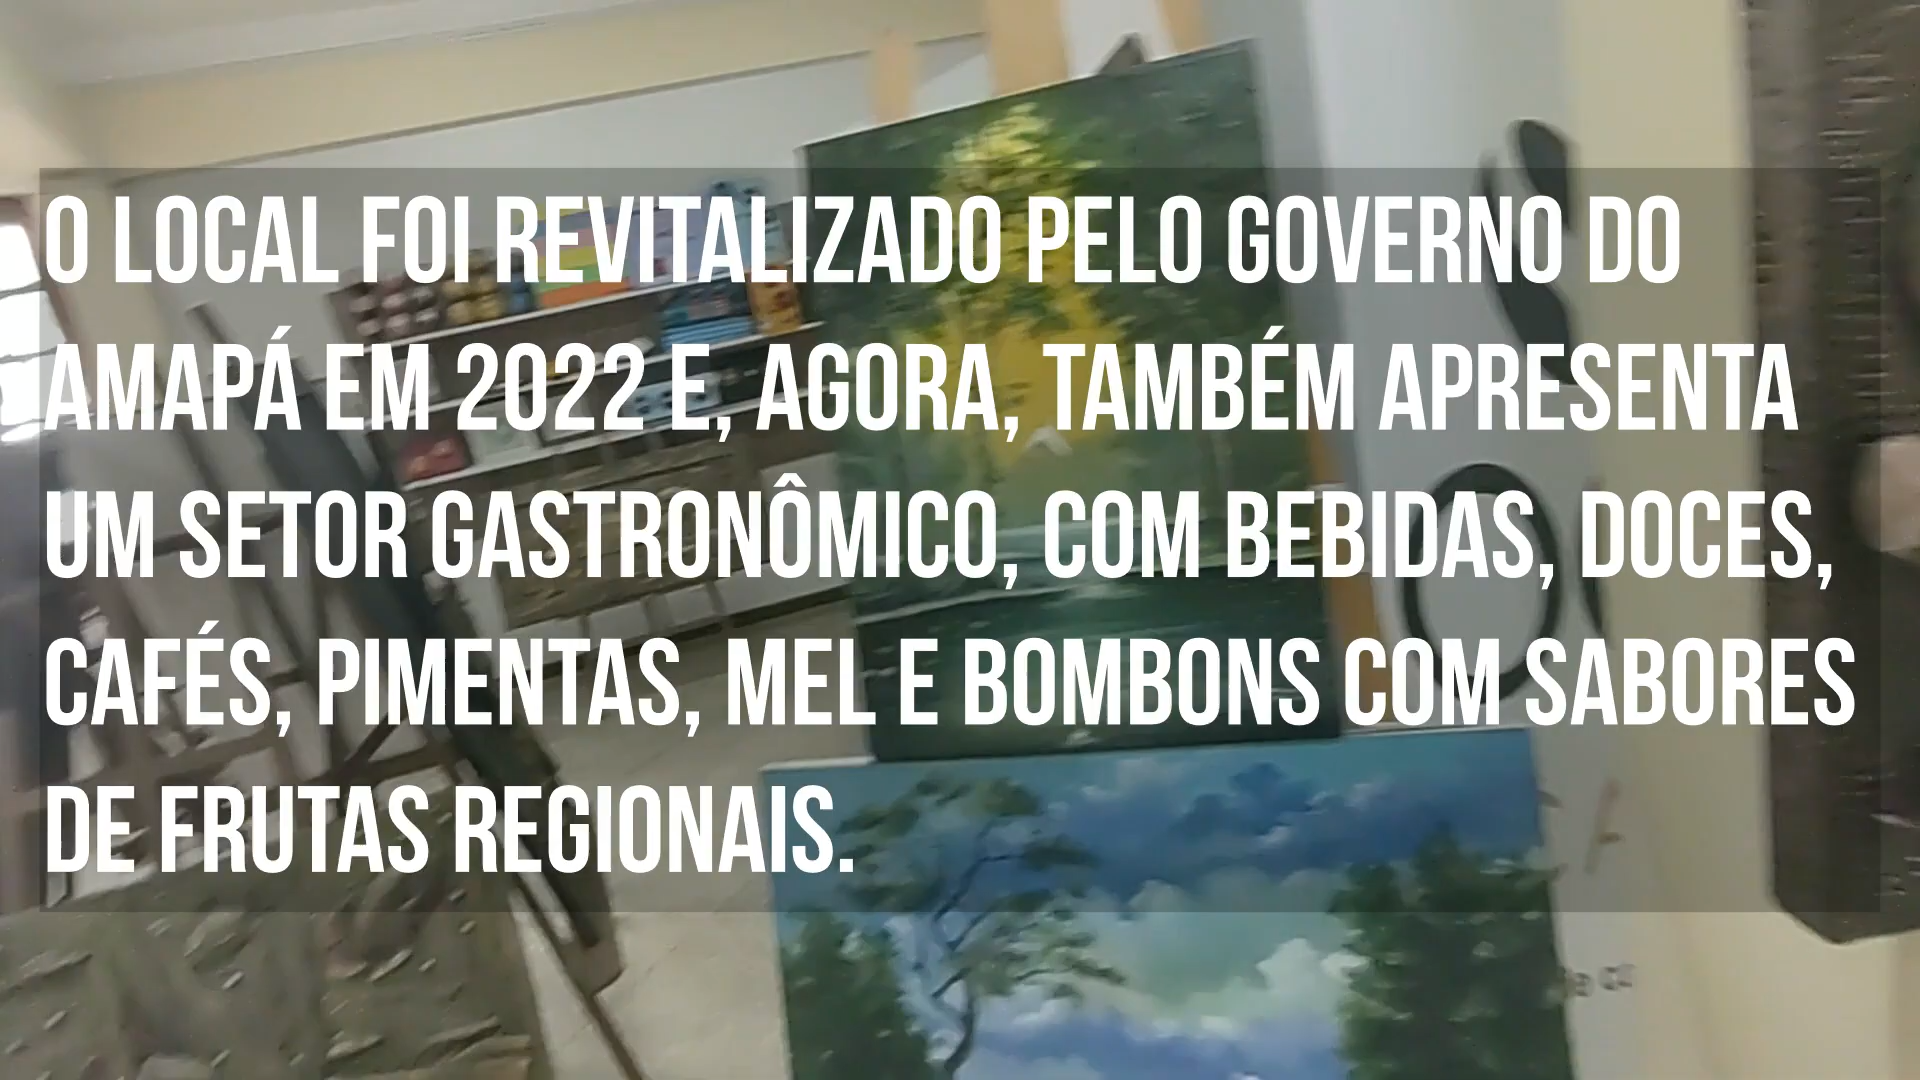 O LOCAL FOI REVITALIZADO PELO GOVERNO DO
AMAPÁ EM 2022 E, AGORA, TAMBÉM APRESENTA
UM SETOR GASTRONÔMICO, COM BEBIDAS, DOCES,
CAFÉS, PIMENTAS, MEL E BOMBONS COM SABORES
DE FRUTAS REGIONAIS.